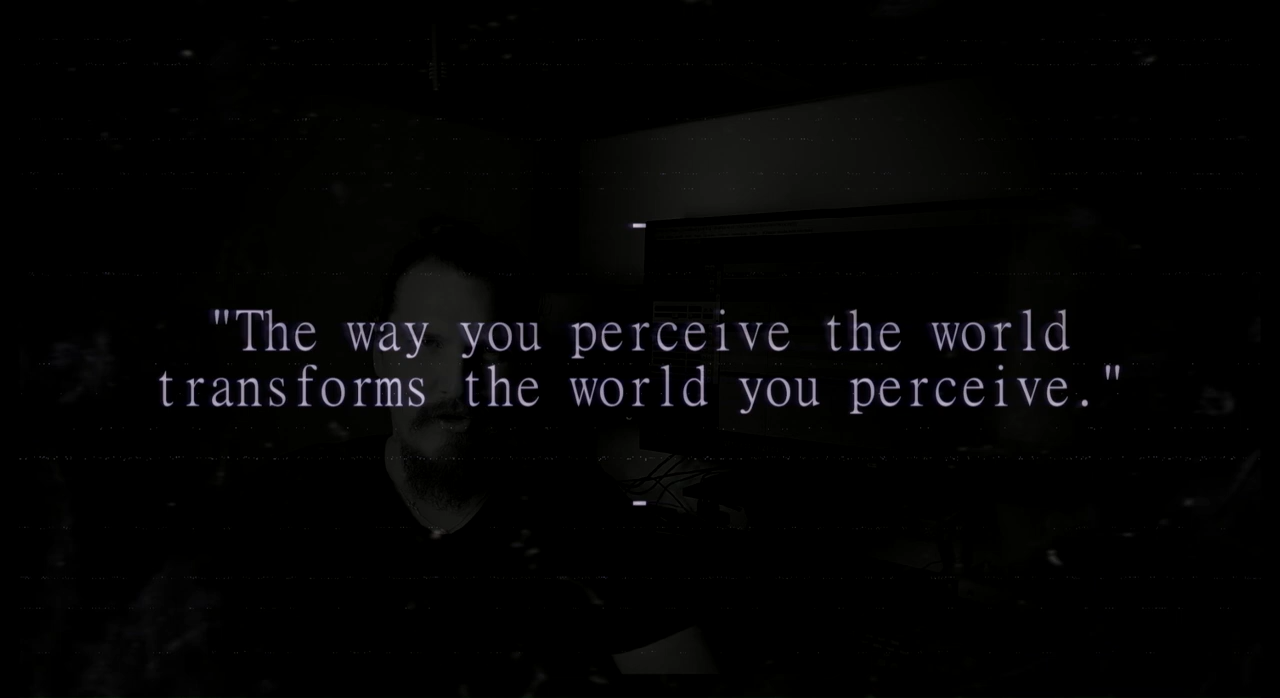 -
"The way you perceive the world
transforms the world you perceive."
-